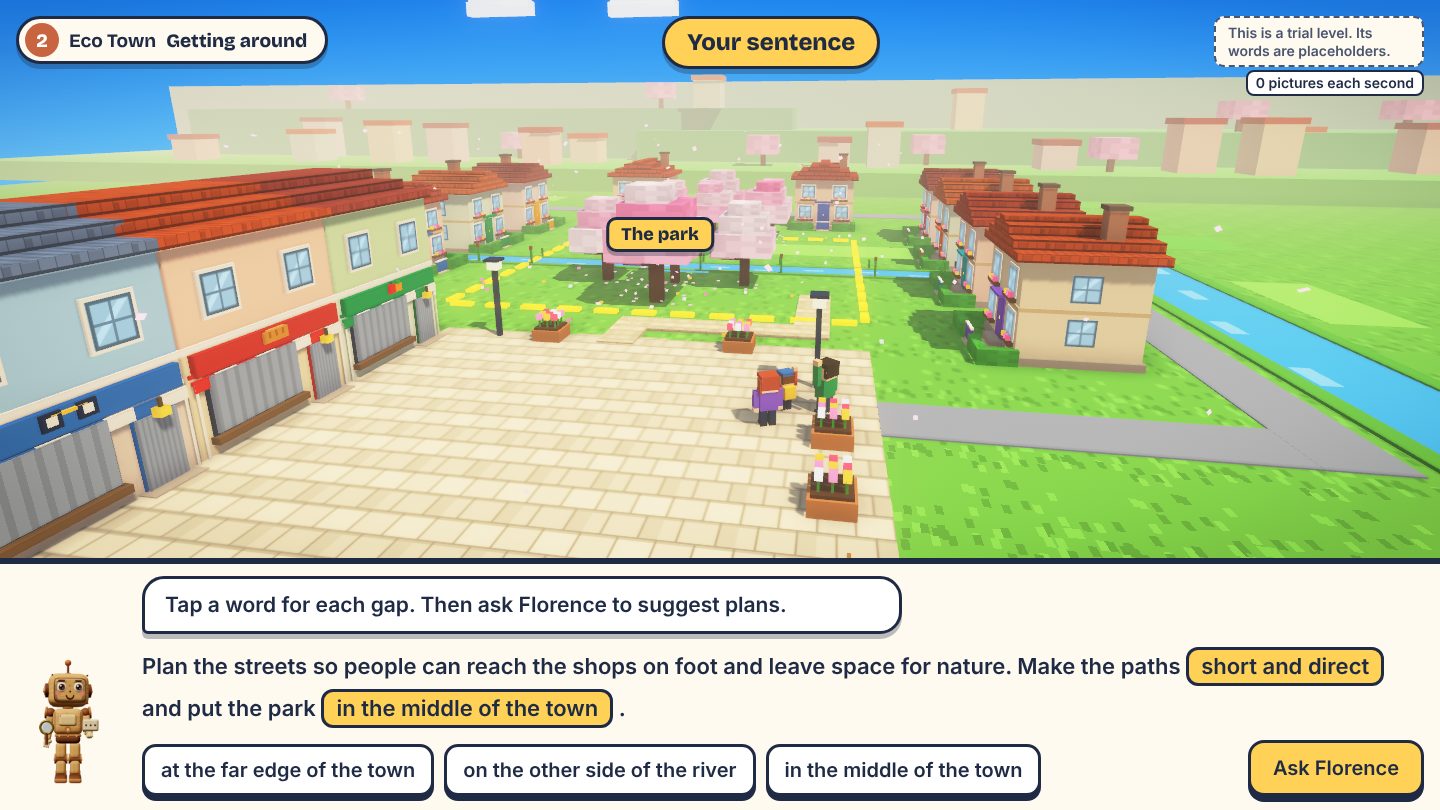 2 Eco Town Getting around
Your sentence
This is a trial level. Its
words are placeholders.
0 pictures each second
The park
Tap a word for each gap. Then ask Florence to suggest plans.
Plan the streets so people can reach the shops on foot and leave space for nature. Make the paths short and direct
and put the park in the middle of the town .
at the far edge of the town
on the other side of the river
in the middle of the town
Ask Florence